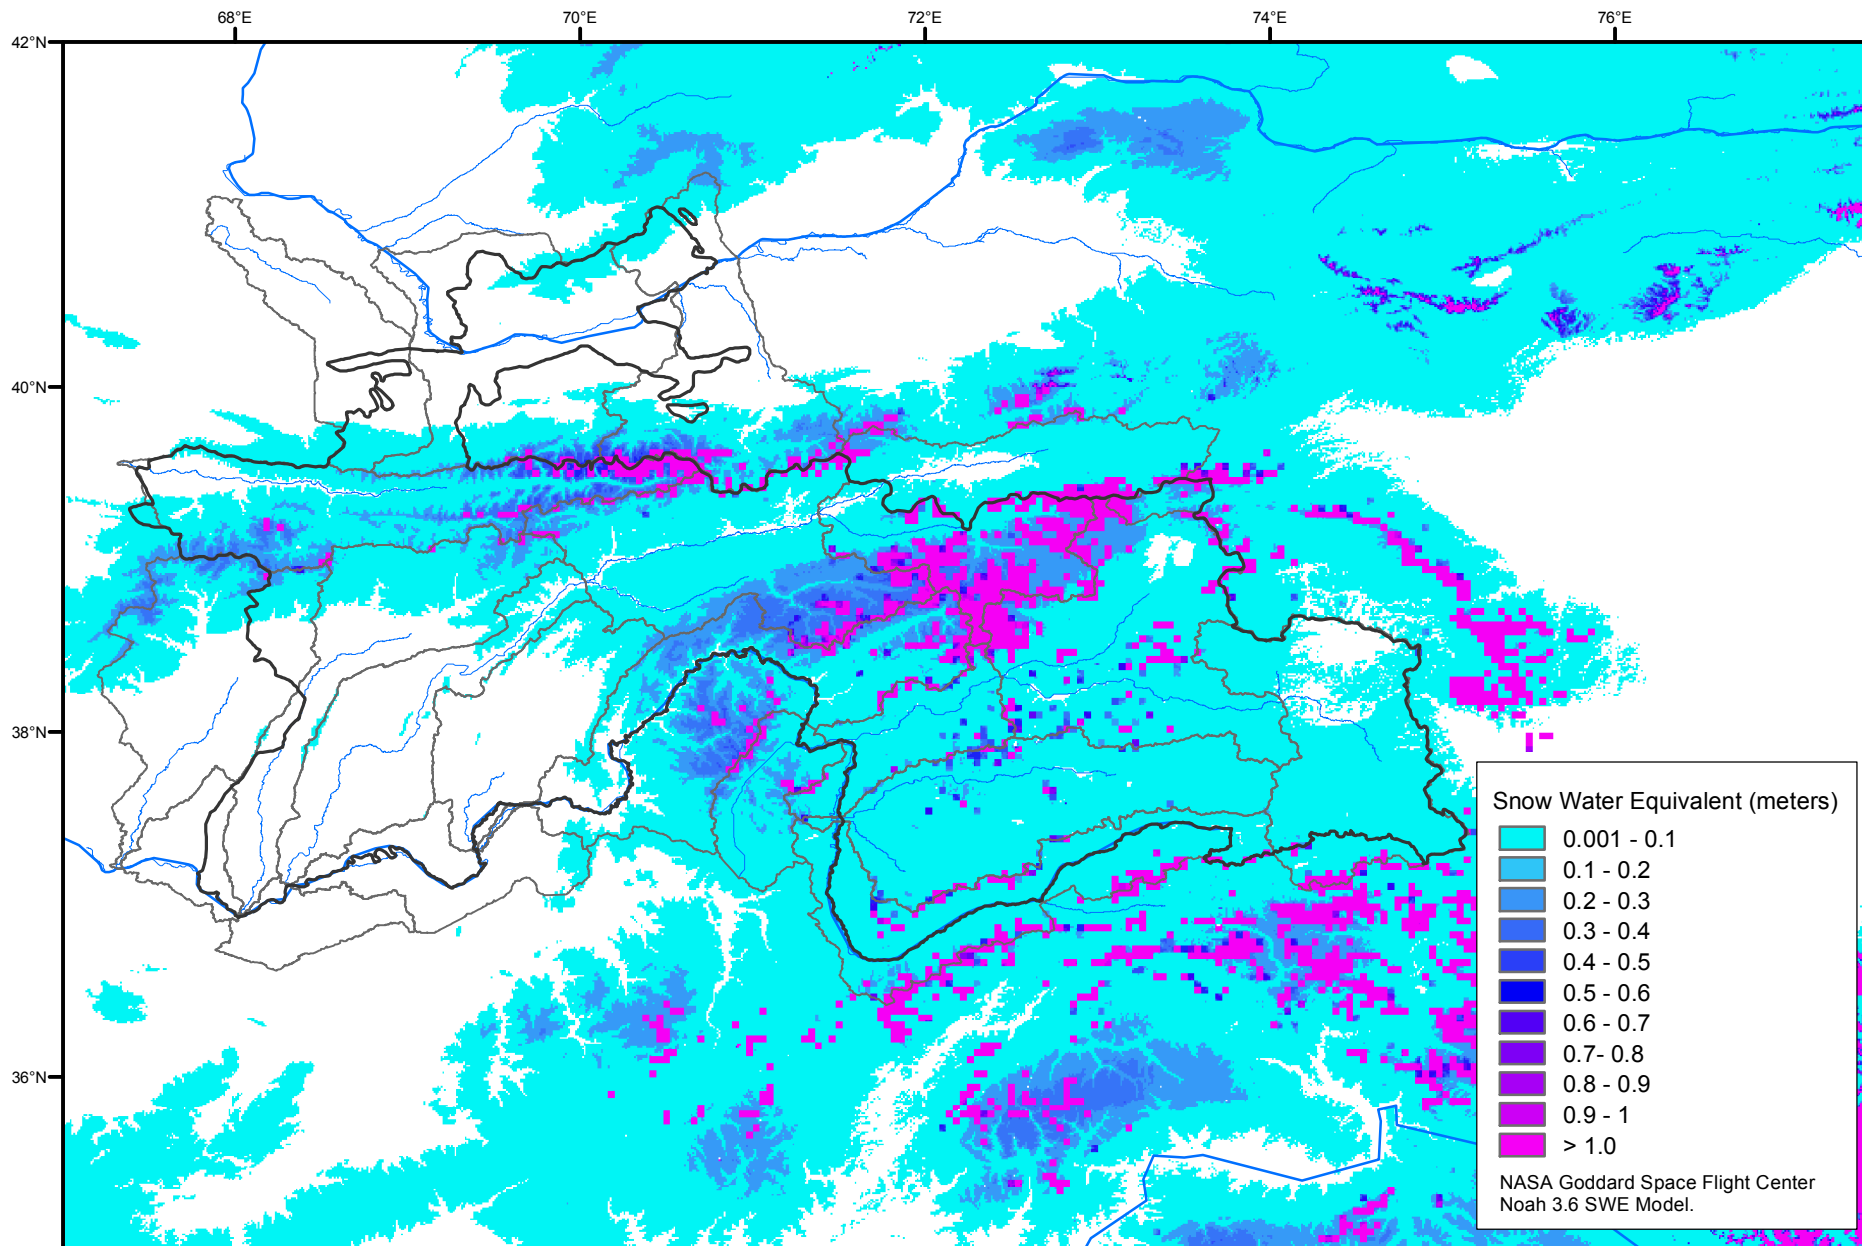 68°E 70°E 72°E 74°E 76°E
42°N
40°N
38°N
36°N
Snow Water Equivalent (meters)
0.001 - 0.1
0.1 - 0.2
0.2 - 0.3
0.3 - 0.4
0.4 - 0.5
0.5 - 0.6
0.6 - 0.7
0.7- 0.8
0.8 - 0.9
0.9 - 1
> 1.0
NASA Goddard Space Flight Center
Noah 3.6 SWE Model.